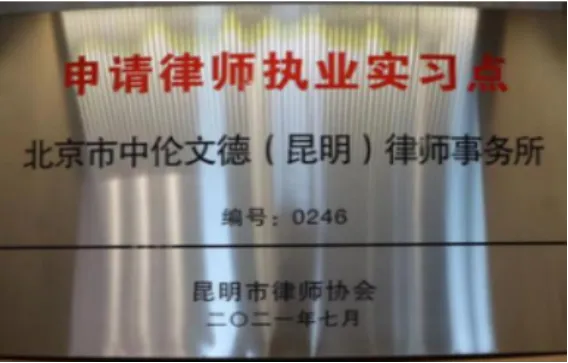 申请律师执业实习点
北京市中伦文德（昆明）律师事务所
编号：0246
昆明市律师协会
二〇二一年七月